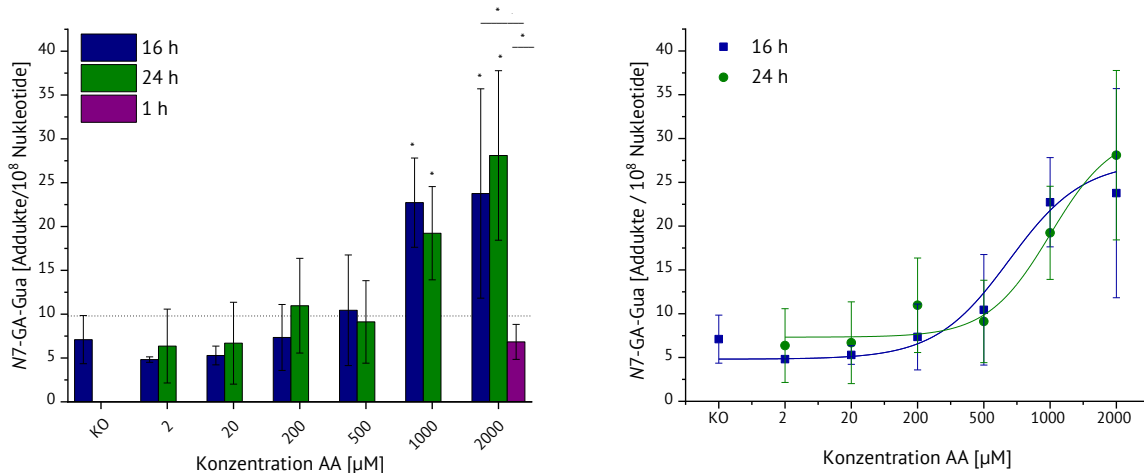 16 h
24 h
1 h
N7-GA-Gua [Addukte/10⁸ Nukleotide]
40
35
30
25
20
15
10
5
0
* * * * * *
KO 2 20 200 500 1000 2000
Konzentration AA [µM]
16 h
24 h
N7-GA-Gua [Addukte / 10⁸ Nukleotide]
40
35
30
25
20
15
10
5
0
KO 2 20 200 500 1000 2000
Konzentration AA [µM]